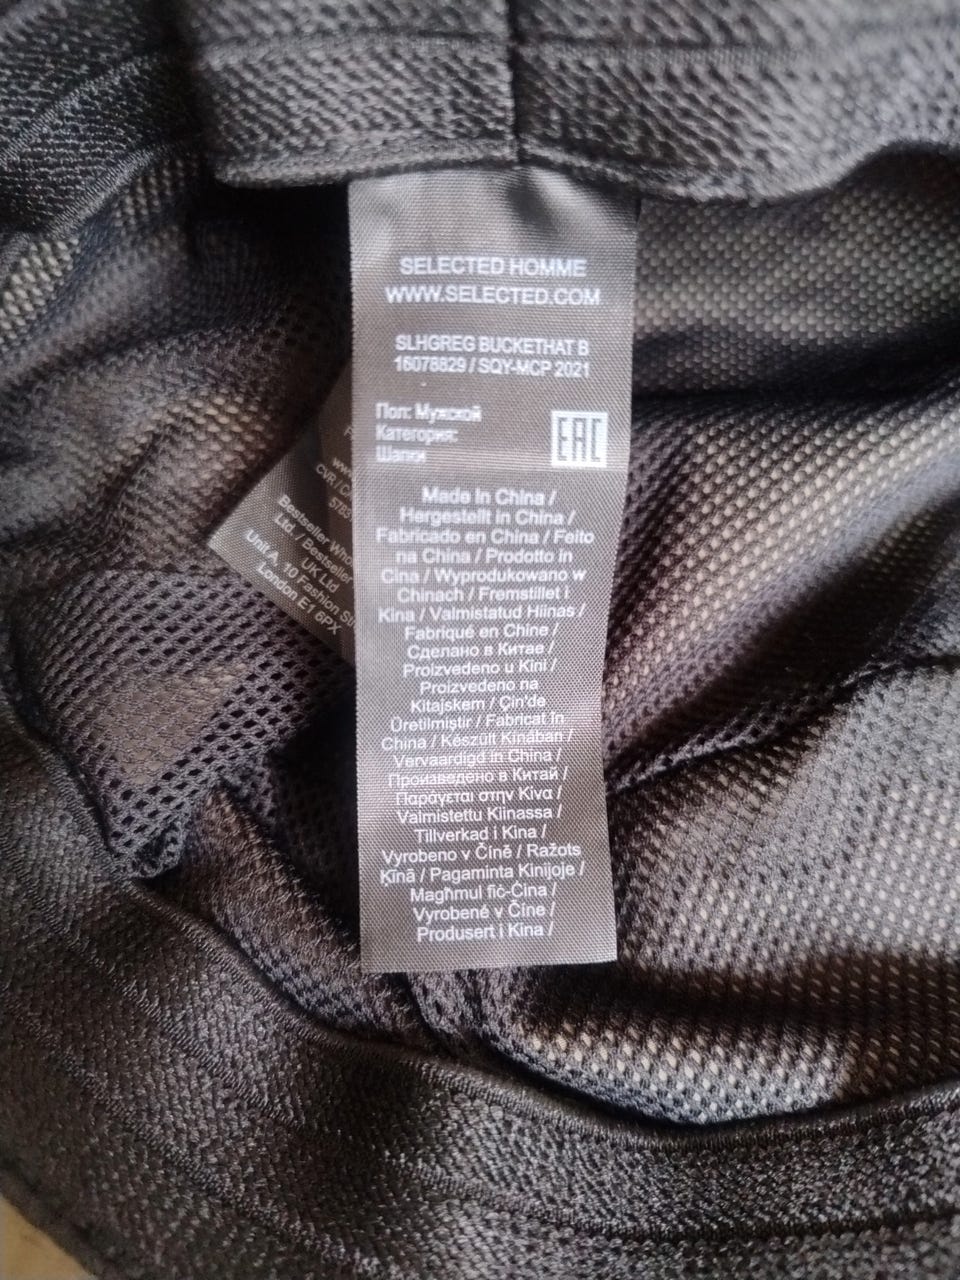 SELECTED HOMME
WWW.SELECTED.COM
SLHGREG BUCKETHAT B
16078829 / SQY-MCP 2021
Пол: Мужской
Категория:
Шапки
EAC
Made in China /
Hergestellt in China /
Fabricado en China / Feito
na China / Prodotto in
Cina / Wyprodukowano w
Chinach / Fremstillet i
Kina / Valmistatud Hiinas /
Fabriqué en Chine /
Сделано в Китае /
Proizvedeno u Kini /
Proizvedeno na
Kitajskem / Çin'de
Üretilmiştir / Fabricat în
China / Készült Kínában /
Vervaardigd in China /
Произведено в Китай /
Παράγεται στην Κίνα /
Valmistettu Kiinassa /
Tillverkad i Kina /
Vyrobeno v Číně / Ražots
Ķīnā / Pagaminta Kinijoje /
Magħmul fiċ-Ċina /
Vyrobené v Číne /
Produsert i Kina /
Bestseller
Ltd. / Bestseller
UK Ltd
Unit A, 10 Fashion
London E1 6PX